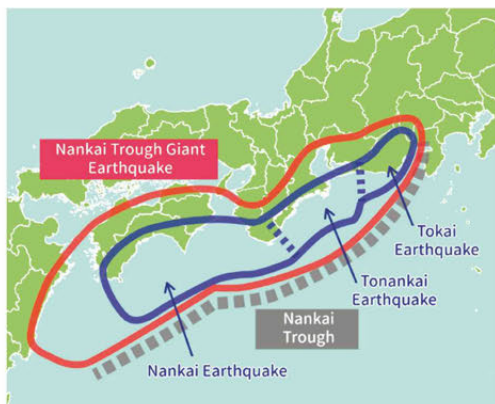 Nankai Trough Giant
Earthquake
Tokai
Earthquake
Tonankai
Earthquake
Nankai
Trough
Nankai Earthquake